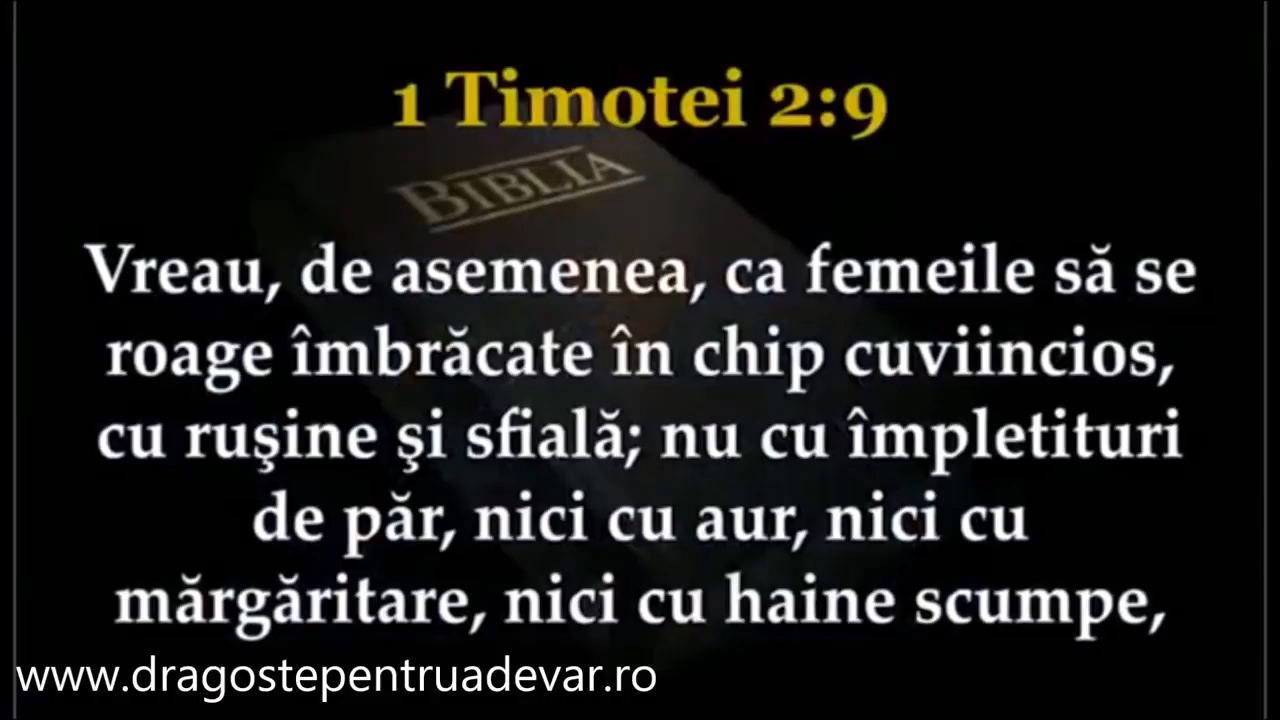 1 Timotei 2:9
BIBLIA
Vreau, de asemenea, ca femeile să se
roage îmbrăcate în chip cuviincios,
cu ruşine şi sfială; nu cu împletituri
de păr, nici cu aur, nici cu
mărgăritare, nici cu haine scumpe,
www.dragostepentruadevar.ro